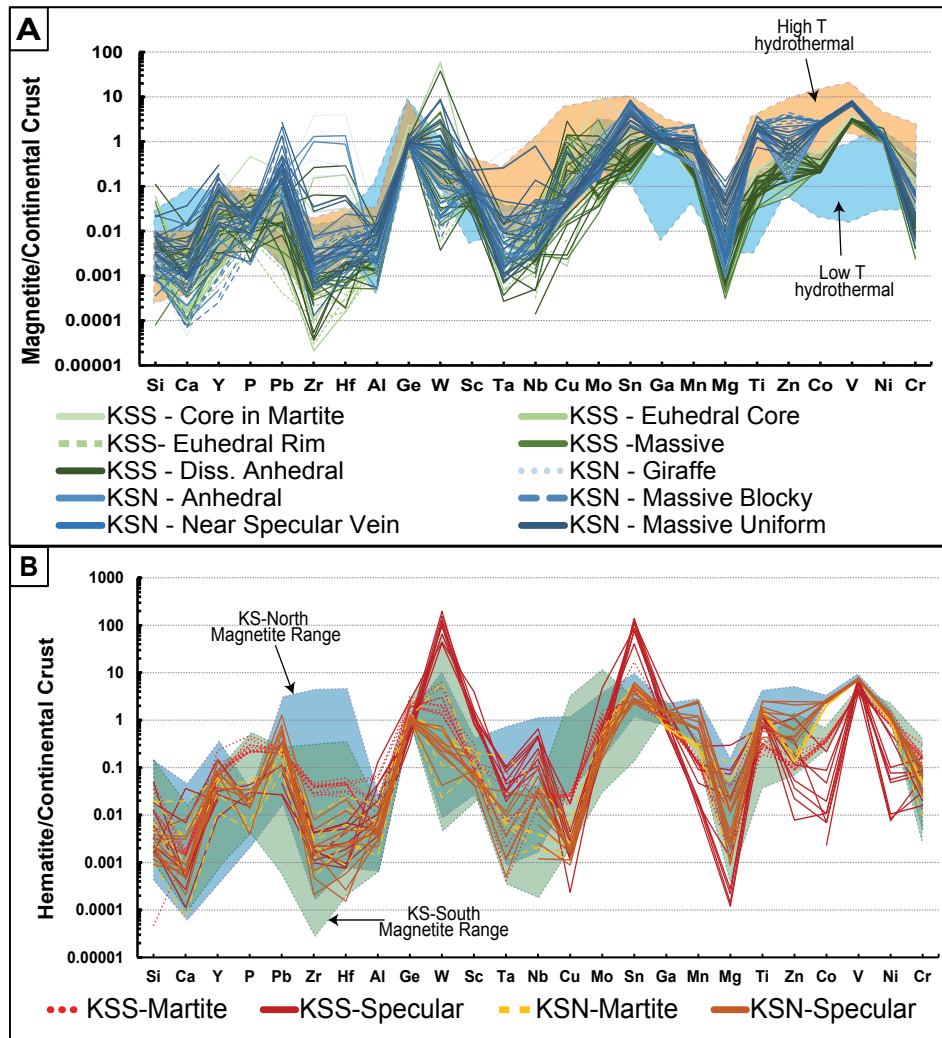 A
High T
hydrothermal
100
10
1
0.1
0.01
0.001
0.0001
0.00001
Magnetite/Continental Crust
Low T
hydrothermal
Si Ca Y P Pb Zr Hf Al Ge W Sc Ta Nb Cu Mo Sn Ga Mn Mg Ti Zn Co V Ni Cr
KSS - Core in Martite
KSS - Euhedral Core
KSS- Euhedral Rim
KSS -Massive
KSS - Diss. Anhedral
KSN - Giraffe
KSN - Anhedral
KSN - Massive Blocky
KSN - Near Specular Vein
KSN - Massive Uniform
B
1000
100
10
1
0.1
0.01
0.001
0.0001
0.00001
Hematite/Continental Crust
KS-North
Magnetite Range
KS-South
Magnetite Range
Si Ca Y P Pb Zr Hf Al Ge W Sc Ta Nb Cu Mo Sn Ga Mn Mg Ti Zn Co V Ni Cr
KSS-Martite KSS-Specular KSN-Martite KSN-Specular